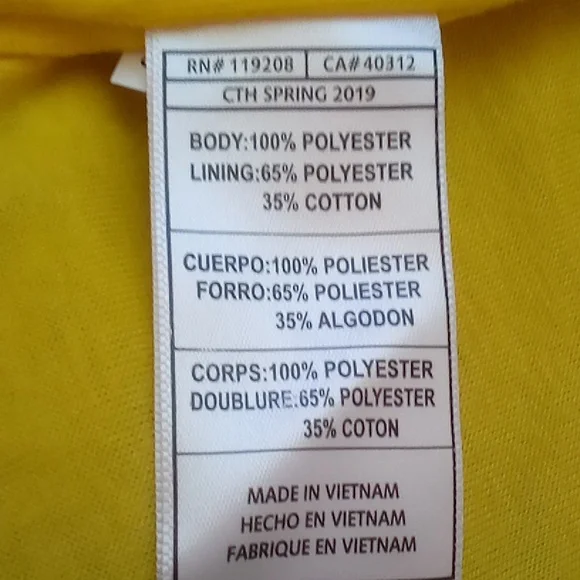 RN# 119208 CA# 40312
CTH SPRING 2019
BODY:100% POLYESTER
LINING:65% POLYESTER
35% COTTON
CUERPO:100% POLIESTER
FORRO:65% POLIESTER
35% ALGODON
CORPS:100% POLYESTER
DOUBLURE:65% POLYESTER
35% COTON
MADE IN VIETNAM
HECHO EN VIETNAM
FABRIQUE EN VIETNAM